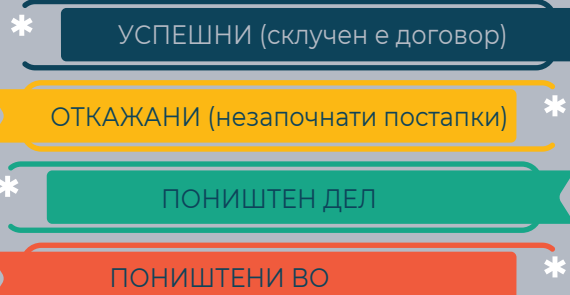 УСПЕШНИ (склучен е договор)
ОТКАЖАНИ (незапочнати постапки)
ПОНИШТЕН ДЕЛ
ПОНИШТЕНИ ВО